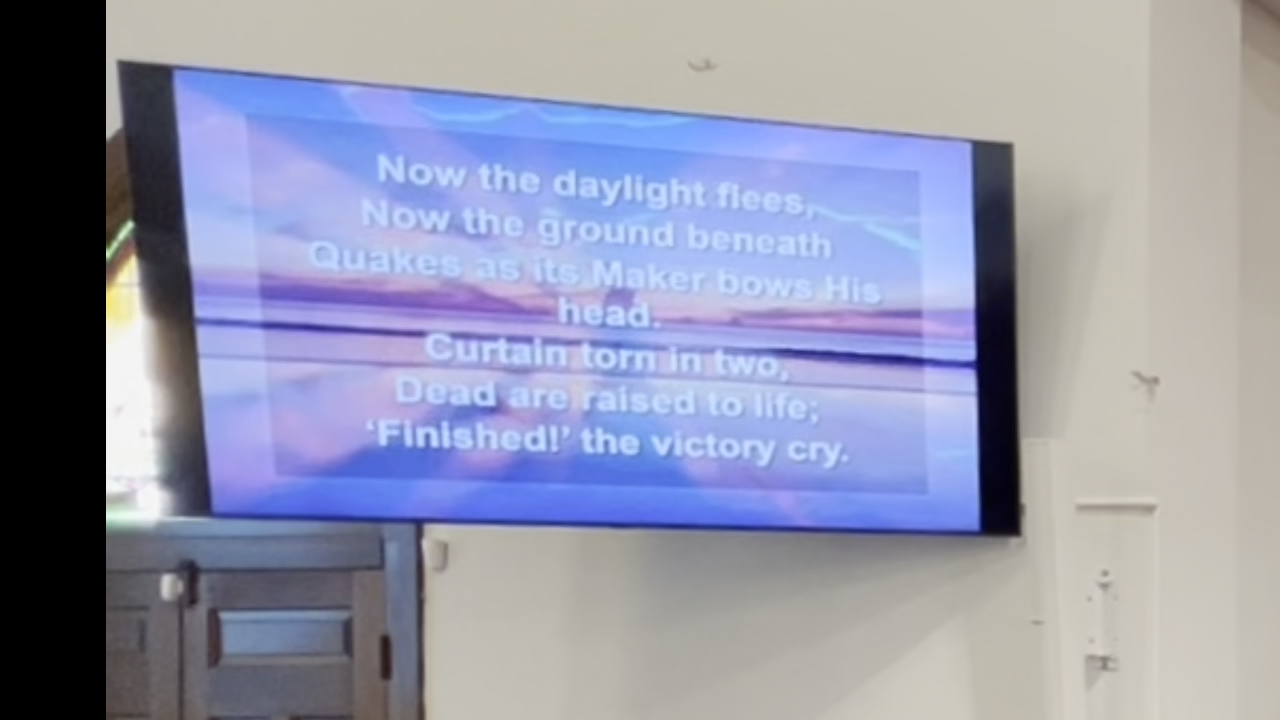 Now the daylight flees,
Now the ground beneath
Quakes as its Maker bows His
head.
Curtain torn in two,
Dead are raised to life;
‘Finished!’ the victory cry.